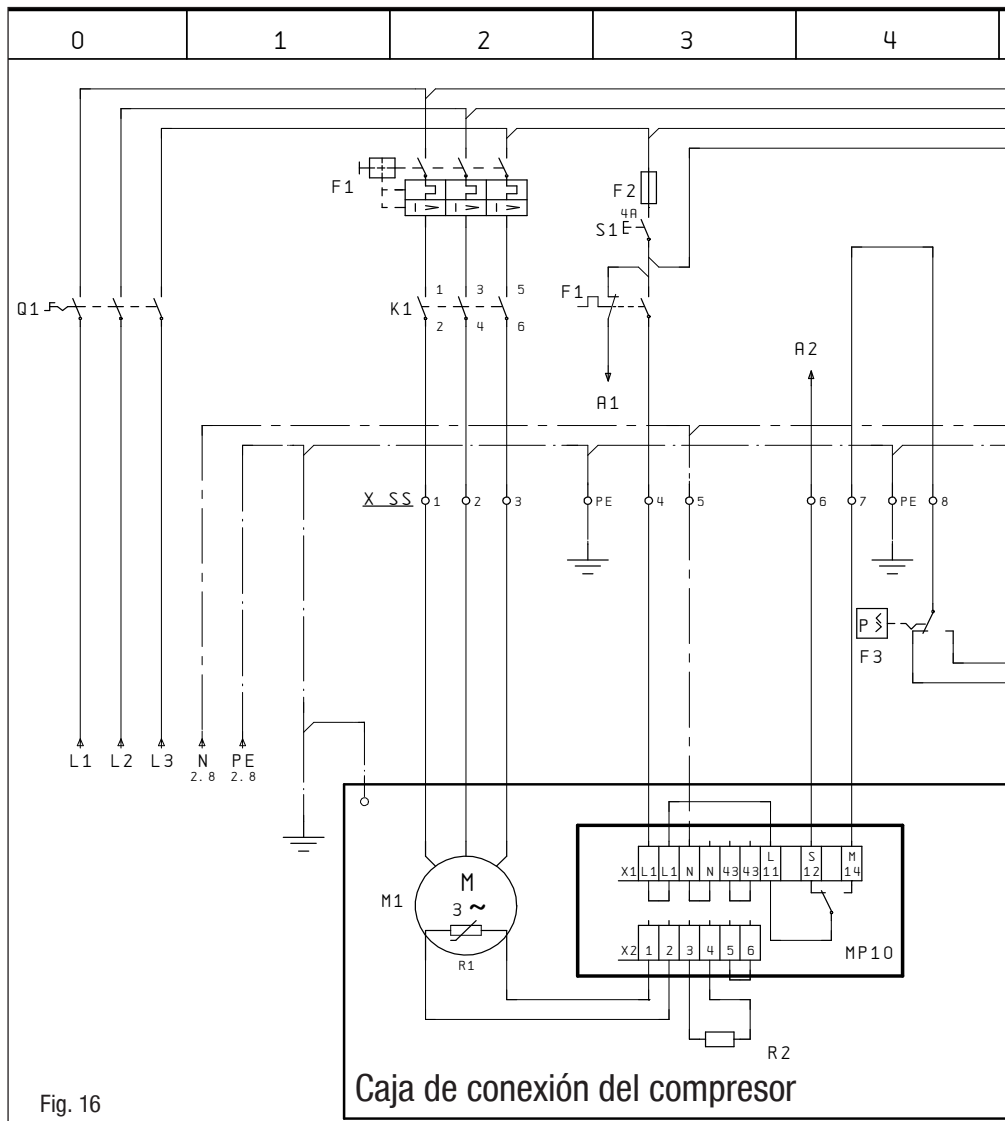 0 1 2 3 4
F1
F2
4A
S1
Q1
K1
1 3 5
2 4 6
F1
A1
A2
X SS 1 2 3 PE 4 5 6 7 PE 8
P
F3
L1 L2 L3 N PE
2.8 2.8
M1
M
3 ~
R1
L S M
X1 L1 L1 N N 43 43 11 12 14
X2 1 2 3 4 5 6
MP10
R2
Caja de conexión del compresor
Fig. 16